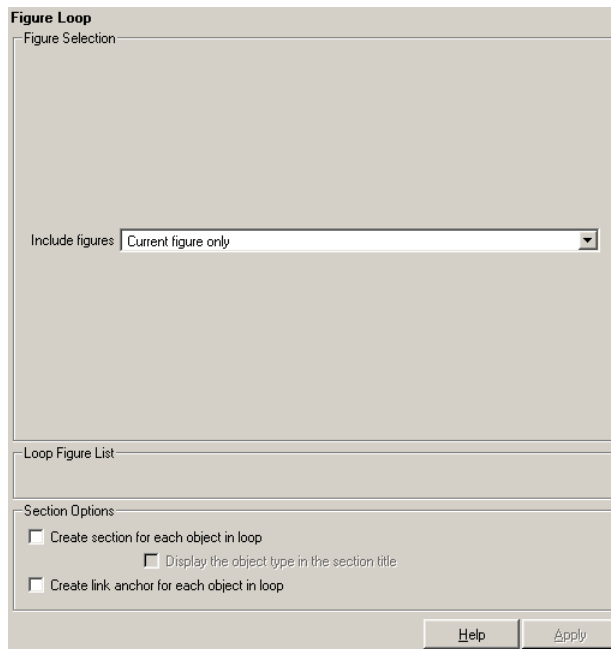 Figure Loop
Figure Selection
Include figures Current figure only
Loop Figure List
Section Options
Create section for each object in loop
Display the object type in the section title
Create link anchor for each object in loop
Help Apply